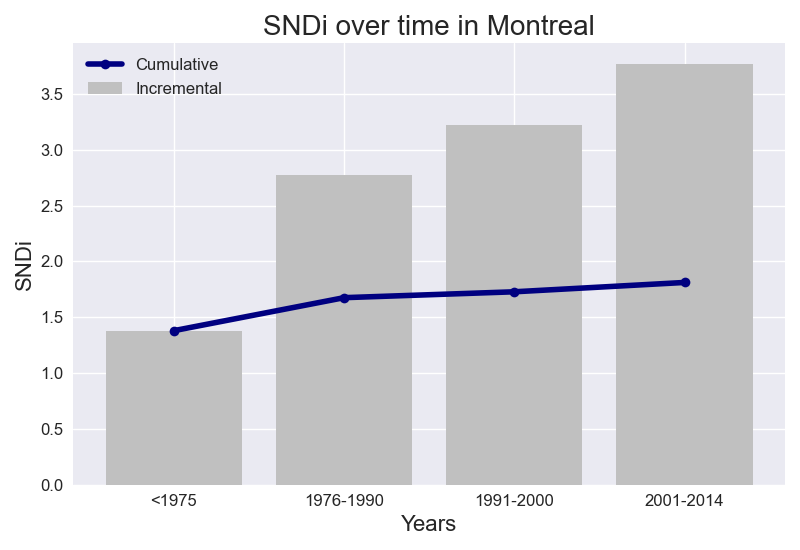 SNDi over time in Montreal
Cumulative
Incremental
3.5
3.0
2.5
2.0
1.5
1.0
0.5
0.0
SNDi
<1975 1976-1990 1991-2000 2001-2014
Years